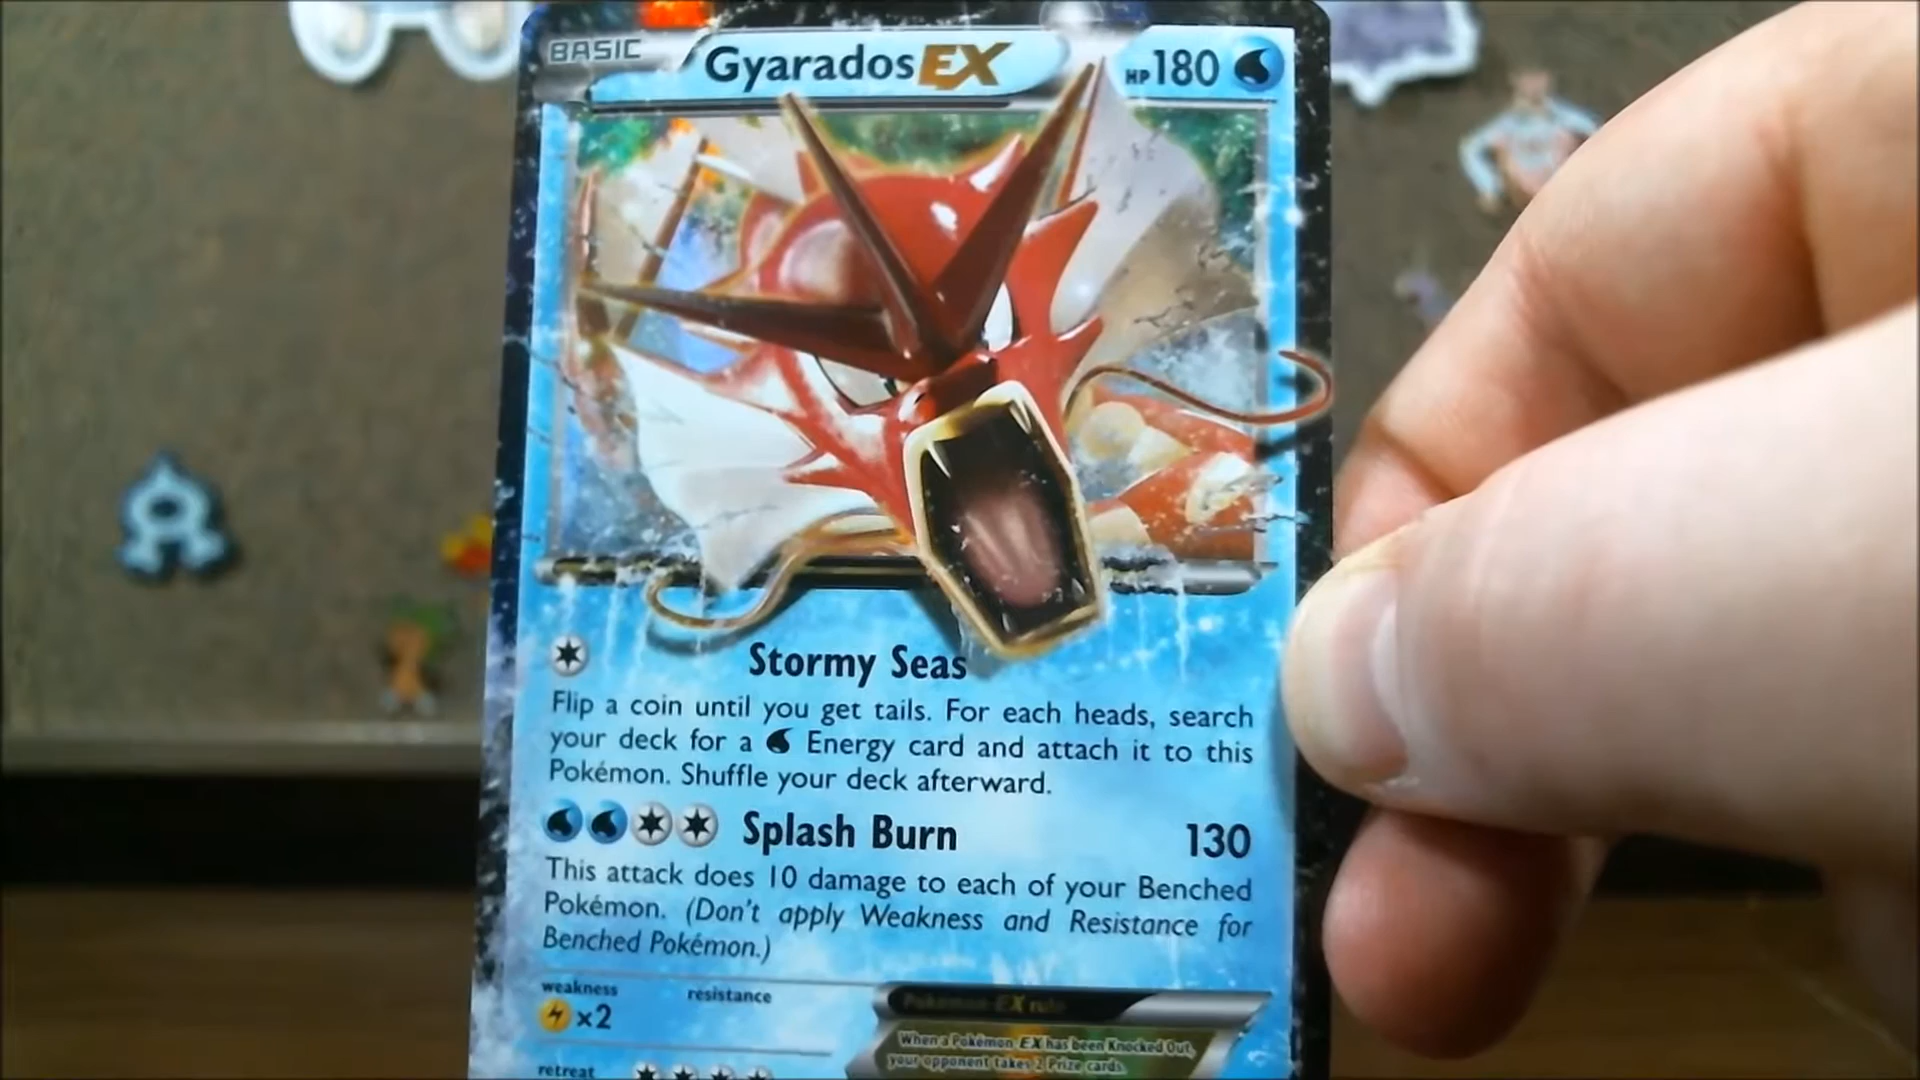 BASIC Gyarados EX HP 180
Stormy Seas
Flip a coin until you get tails. For each heads, search
your deck for a Energy card and attach it to this
Pokémon. Shuffle your deck afterward.
Splash Burn 130
This attack does 10 damage to each of your Benched
Pokémon. (Don't apply Weakness and Resistance for
Benched Pokémon.)
weakness resistance
x2
Pokémon-EX rule
When a Pokémon-EX has been Knocked Out,
your opponent takes 2 Prize cards.
retreat